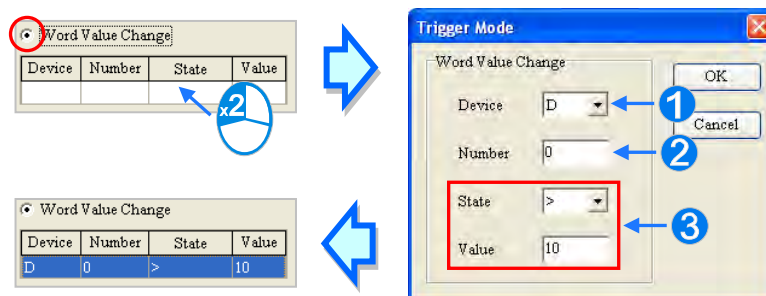 Word Value Change
Device Number State Value
x2
Trigger Mode
Word Value Change
Device D
Number 0
State >
Value 10
OK
Cancel
1
2
3
Word Value Change
Device Number State Value
D 0 > 10